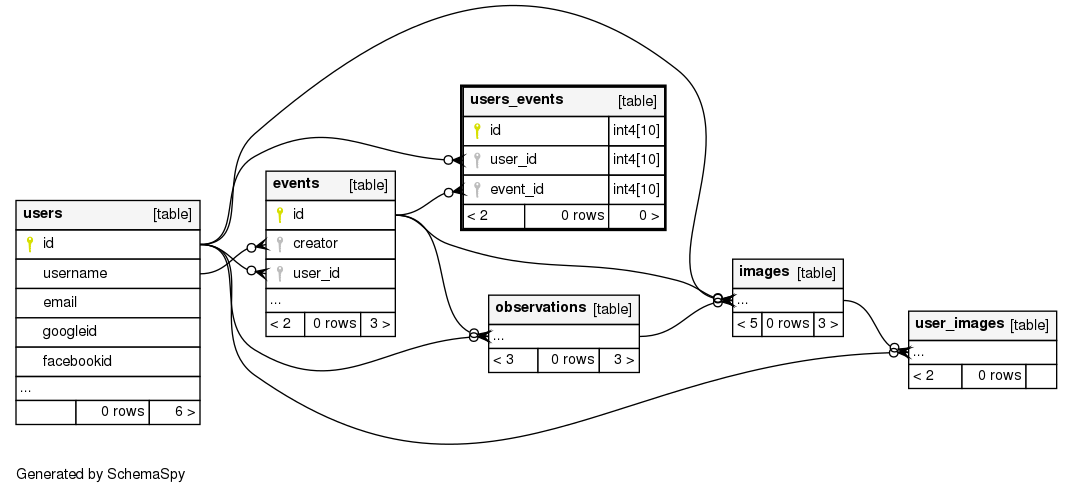 users_events [table]
id int4[10]
user_id int4[10]
event_id int4[10]
< 2 0 rows 0 >
events [table]
id
creator
user_id
...
< 2 0 rows 3 >
users [table]
id
username
email
googleid
facebookid
...
0 rows 6 >
observations [table]
...
< 3 0 rows 3 >
images [table]
...
< 5 0 rows 3 >
user_images [table]
...
< 2 0 rows
Generated by SchemaSpy